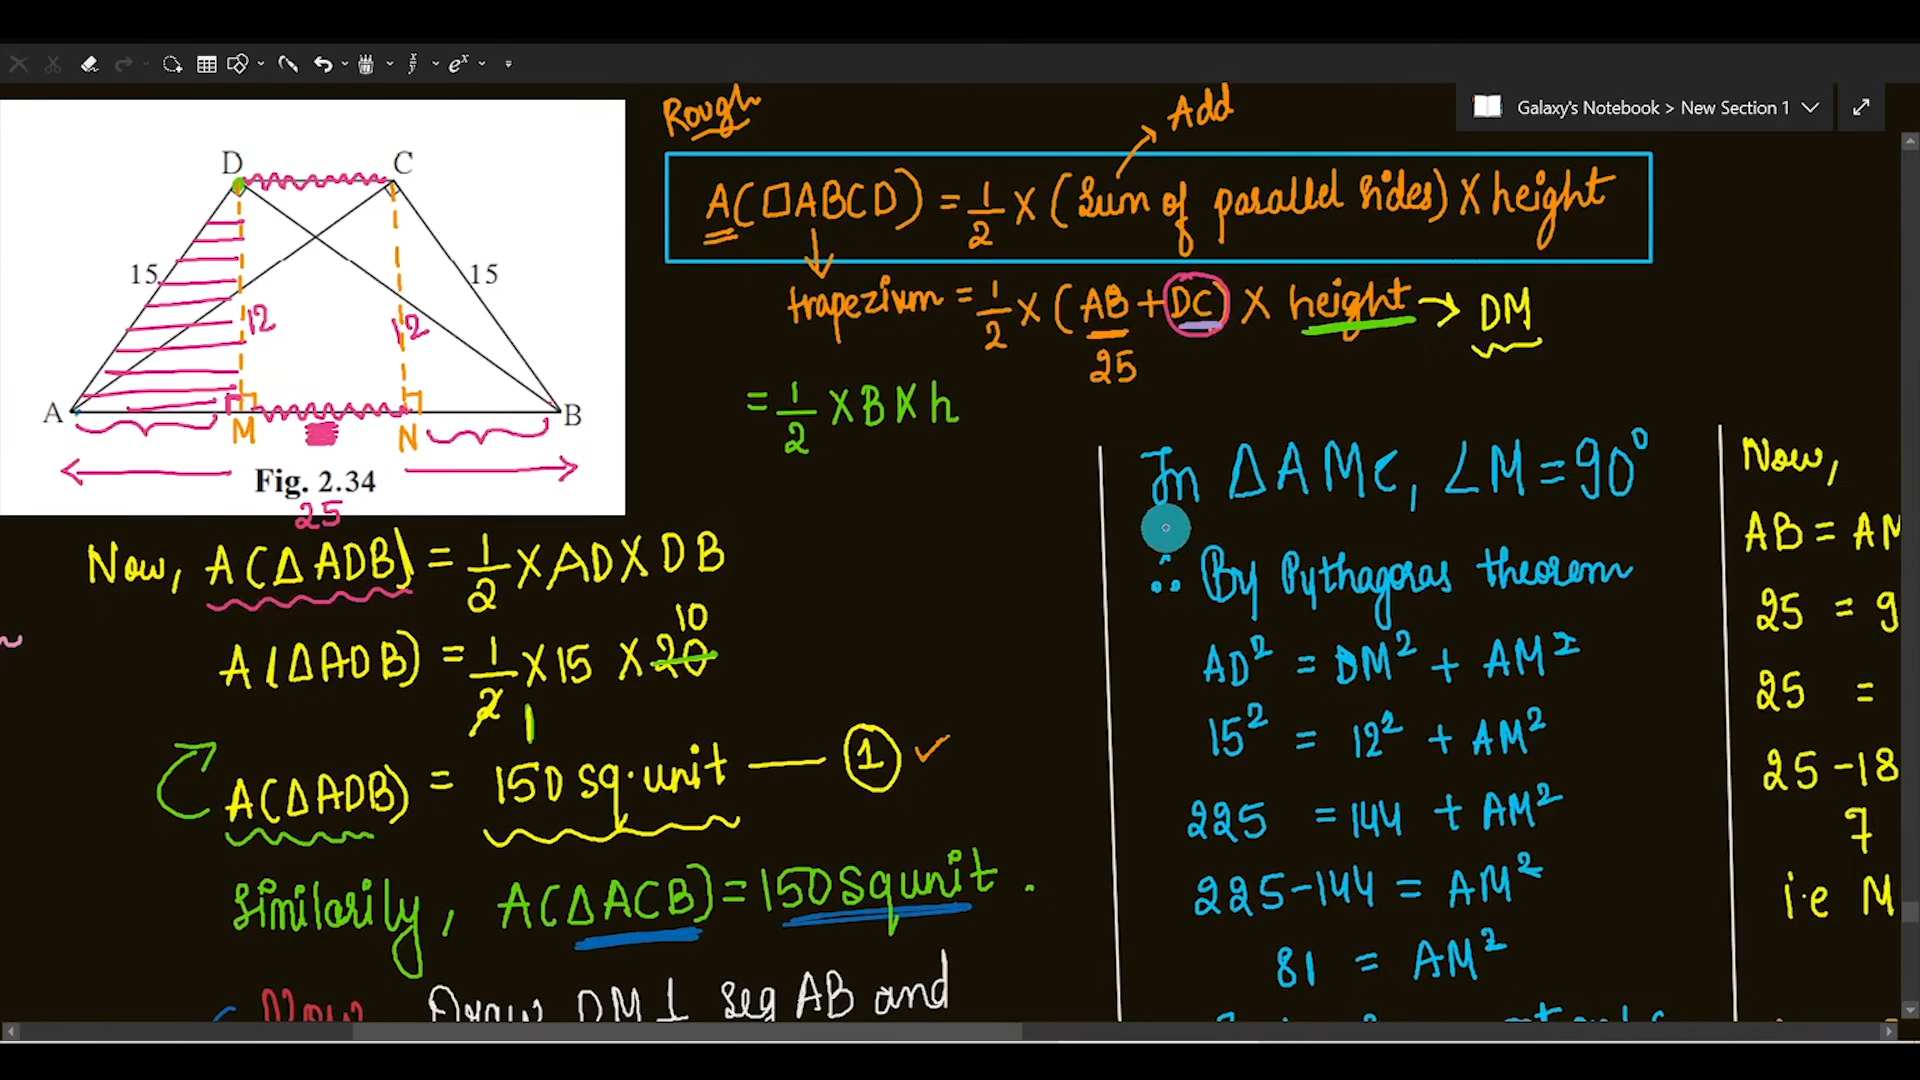 Galaxy's Notebook > New Section 1
Rough
Add
A(□ABCD) = 1/2 × (Sum of parallel sides) × height
trapezium = 1/2 × (AB + DC) × height → DM
25
= 1/2 × B × h
D C
15 15
12 12
A M N B
Fig. 2.34
25
Now, A(ΔADB) = 1/2 × AD × DB
10
A(ΔADB) = 1/2 × 15 × 20
1
A(ΔADB) = 150 sq.unit — 1 ✓
Similarily, A(ΔACB) = 150 sq unit .
Now Draw DM ⊥ seg AB and
In ΔAMC, ∠M = 90°
∴ By Pythagoras theorem
AD² = DM² + AM²
15² = 12² + AM²
225 = 144 + AM²
225-144 = AM²
81 = AM²
Now,
AB = AM
25 = 9
25 =
25-18
7
i.e M